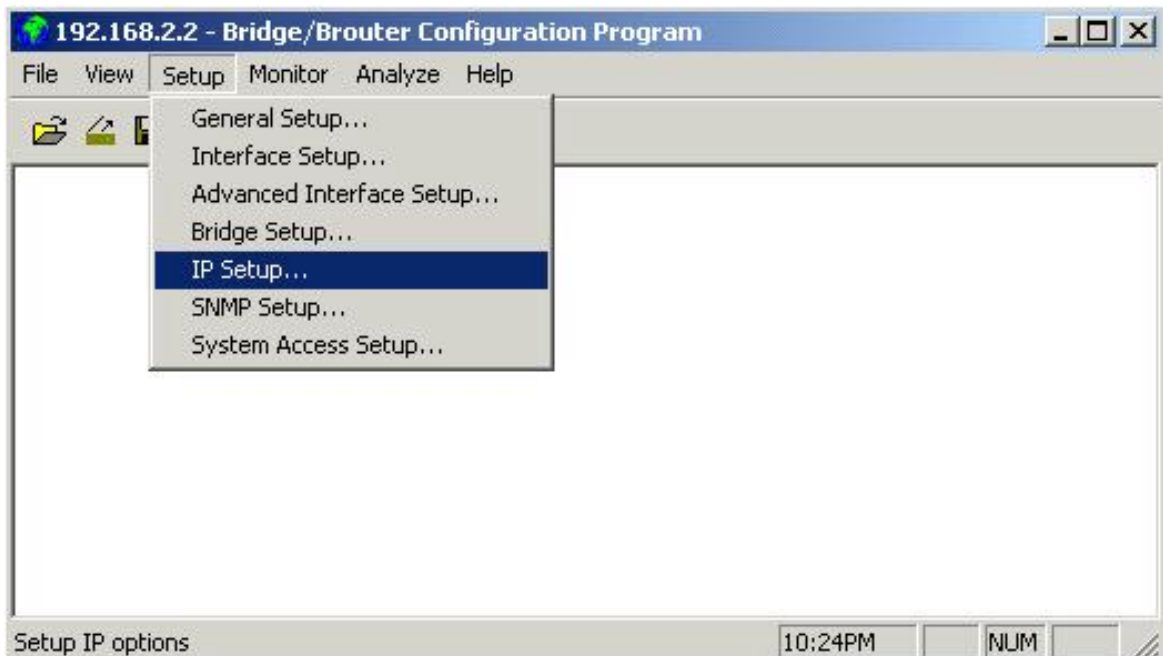 192.168.2.2 - Bridge/Brouter Configuration Program
File View Setup Monitor Analyze Help
General Setup...
Interface Setup...
Advanced Interface Setup...
Bridge Setup...
IP Setup...
SNMP Setup...
System Access Setup...
Setup IP options 10:24PM NUM